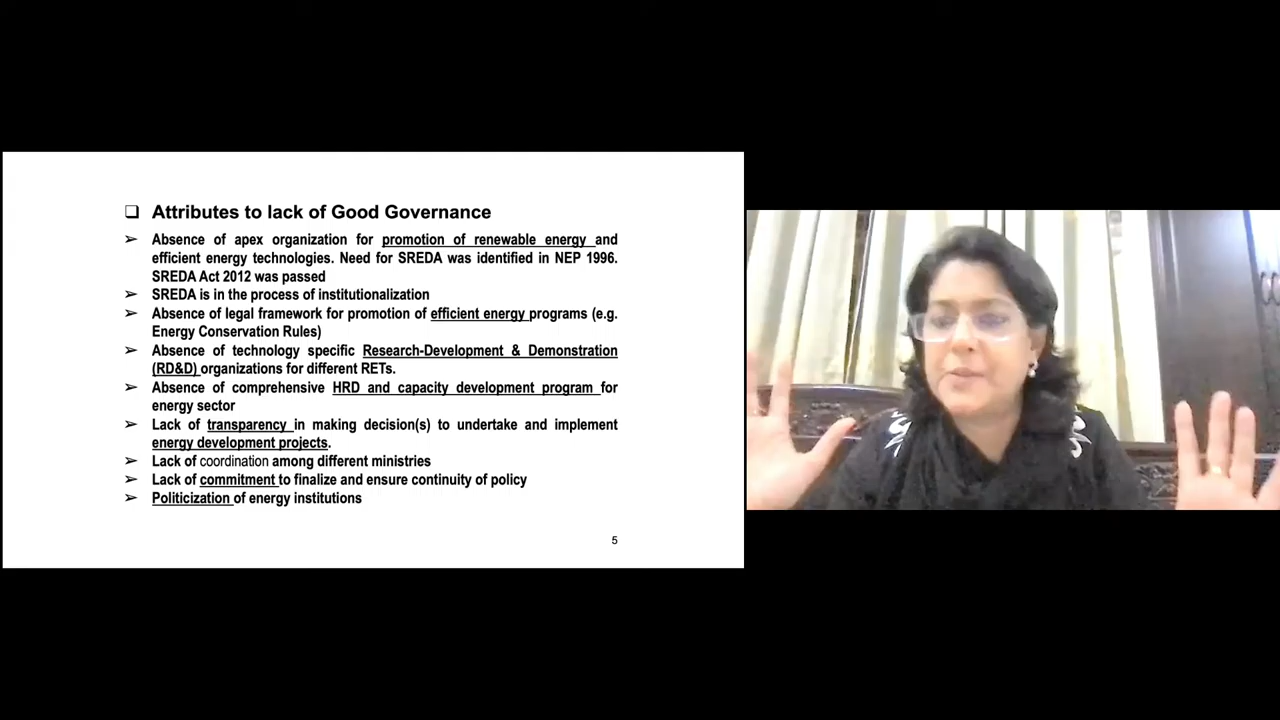 ❑ Attributes to lack of Good Governance
➢ Absence of apex organization for promotion of renewable energy and
efficient energy technologies. Need for SREDA was identified in NEP 1996.
SREDA Act 2012 was passed
➢ SREDA is in the process of institutionalization
➢ Absence of legal framework for promotion of efficient energy programs (e.g.
Energy Conservation Rules)
➢ Absence of technology specific Research-Development & Demonstration
(RD&D) organizations for different RETs.
➢ Absence of comprehensive HRD and capacity development program for
energy sector
➢ Lack of transparency in making decision(s) to undertake and implement
energy development projects.
➢ Lack of coordination among different ministries
➢ Lack of commitment to finalize and ensure continuity of policy
➢ Politicization of energy institutions
5